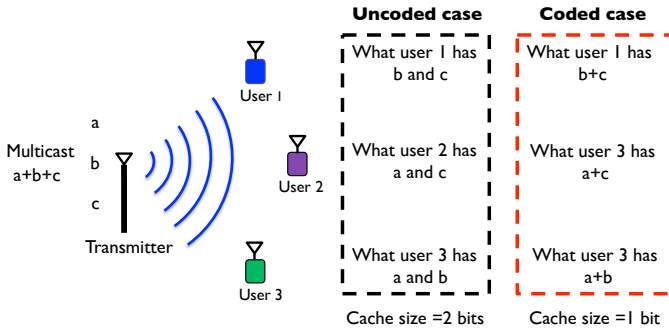 Uncoded case
Coded case
User 1
What user 1 has
b and c
What user 1 has
b+c
a
Multicast
a+b+c
b
c
Transmitter
User 2
What user 2 has
a and c
What user 3 has
a+c
User 3
What user 3 has
a and b
What user 3 has
a+b
Cache size =2 bits
Cache size =1 bit